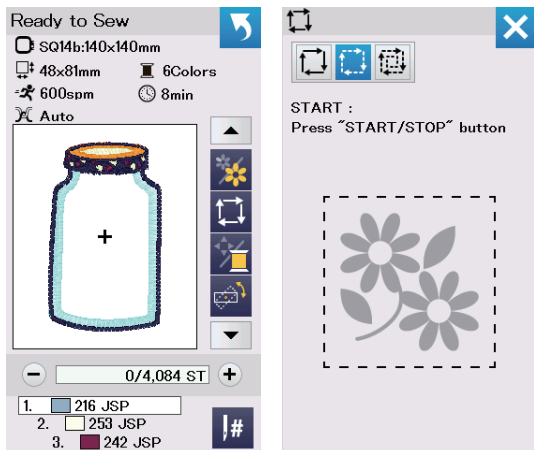 Ready to Sew
SQ14b:140x140mm
48x81mm 6Colors
600spm 8min
Auto
0/4,084 ST
1. 216 JSP
2. 253 JSP
3. 242 JSP
#
START :
Press "START/STOP" button